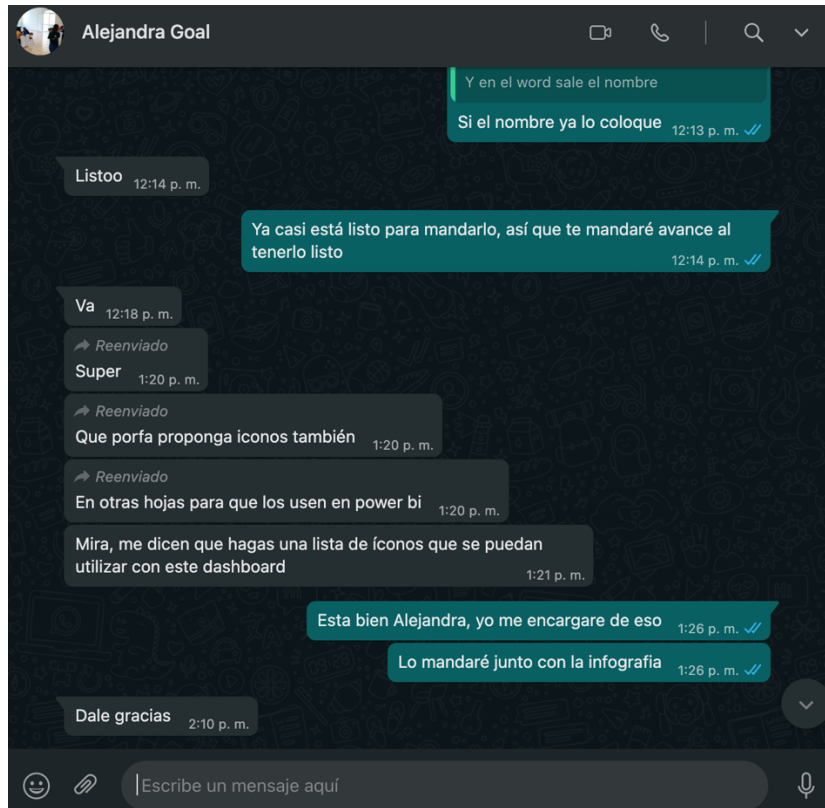 Alejandra Goal
Y en el word sale el nombre
Si el nombre ya lo coloque 12:13 p. m.
Listoo 12:14 p. m.
Ya casi está listo para mandarlo, así que te mandaré avance al
tenerlo listo
12:14 p. m.
Va 12:18 p. m.
Reenviado
Super 1:20 p. m.
Reenviado
Que porfa proponga iconos también 1:20 p. m.
Reenviado
En otras hojas para que los usen en power bi 1:20 p. m.
Mira, me dicen que hagas una lista de íconos que se puedan
utilizar con este dashboard
1:21 p. m.
Esta bien Alejandra, yo me encargare de eso 1:26 p. m.
Lo mandaré junto con la infografia 1:26 p. m.
Dale gracias 2:10 p. m.
Escribe un mensaje aquí